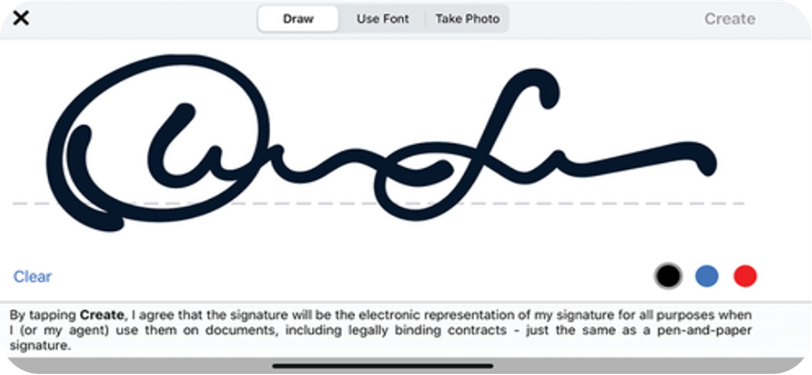 Draw Use Font Take Photo Create
Clear
By tapping Create, I agree that the signature will be the electronic representation of my signature for all purposes when
I (or my agent) use them on documents, including legally binding contracts - just the same as a pen-and-paper
signature.